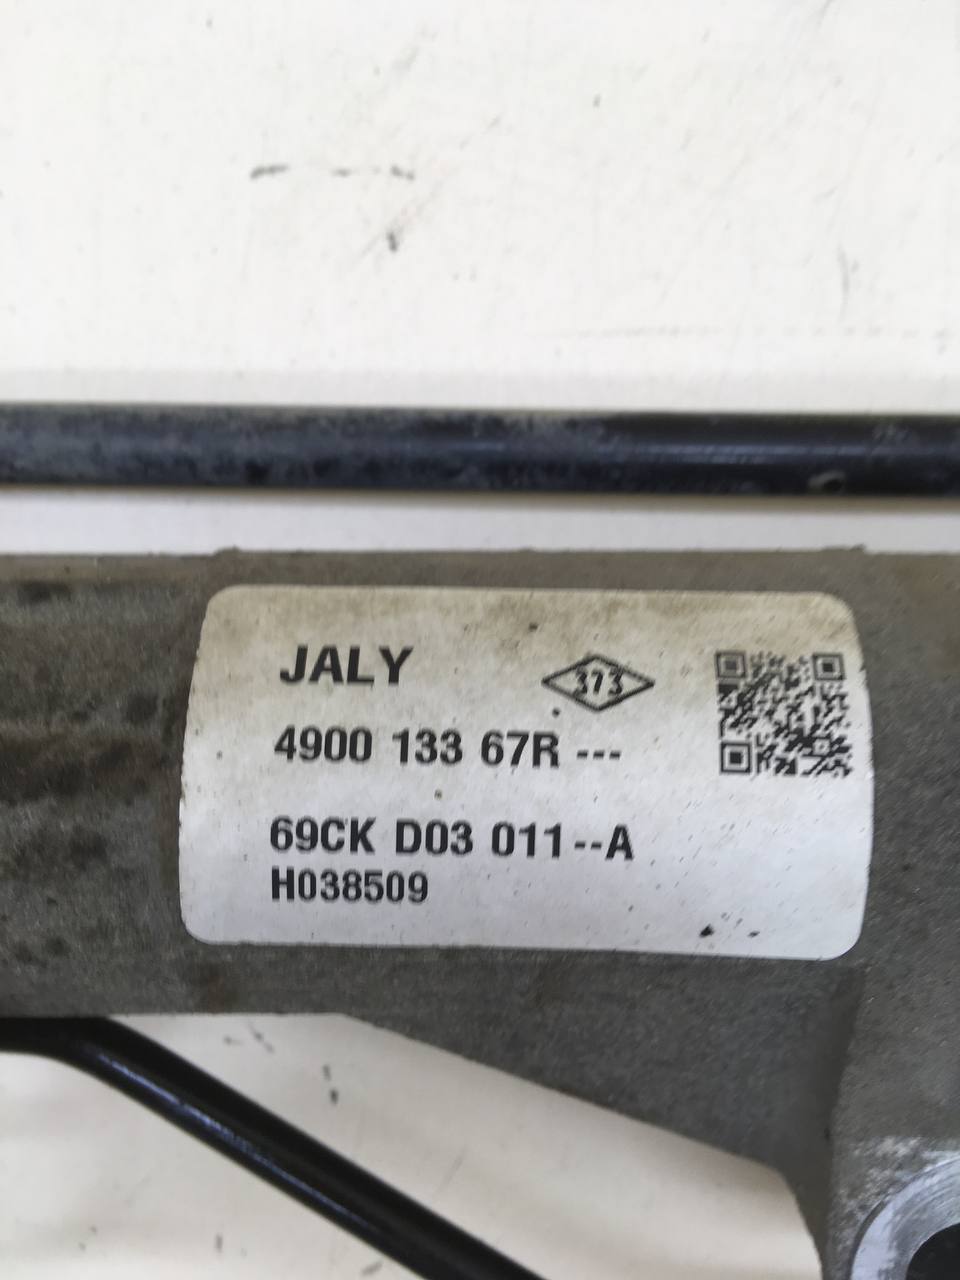 JALY
373
4900 133 67R ---
69CK D03 011--A
H038509